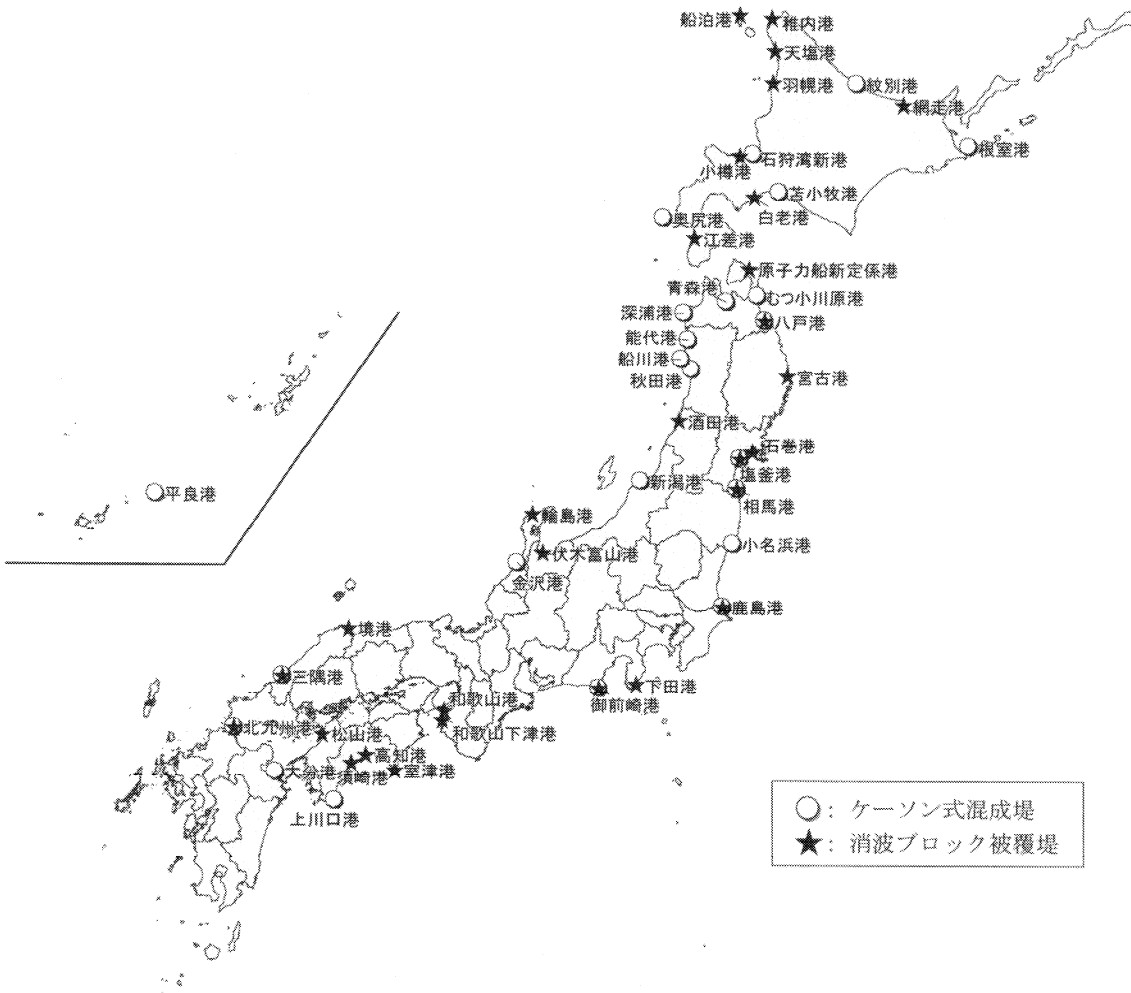 船泊港
稚内港
天塩港
羽幌港
紋別港
網走港
根室港
石狩湾新港
小樽港
苫小牧港
白老港
奥尻港
江差港
原子力船新定係港
青森港
むつ小川原港
深浦港
八戸港
能代港
船川港
秋田港
宮古港
酒田港
石巻港
塩釜港
新潟港
相馬港
平良港
輪島港
小名浜港
伏木富山港
金沢港
鹿島港
境港
三隅港
下田港
御前崎港
和歌山港
北九州港
松山港
和歌山下津港
高知港
大分港
須崎港
室津港
上川口港
○: ケーソン式混成堤
★: 消波ブロック被覆堤